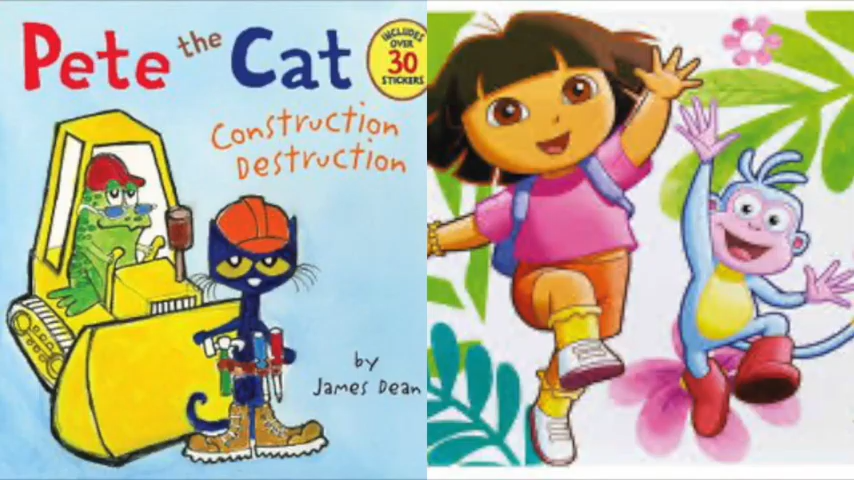 Pete the Cat
INCLUDES
OVER
30
STICKERS
Construction
Destruction
by
James Dean